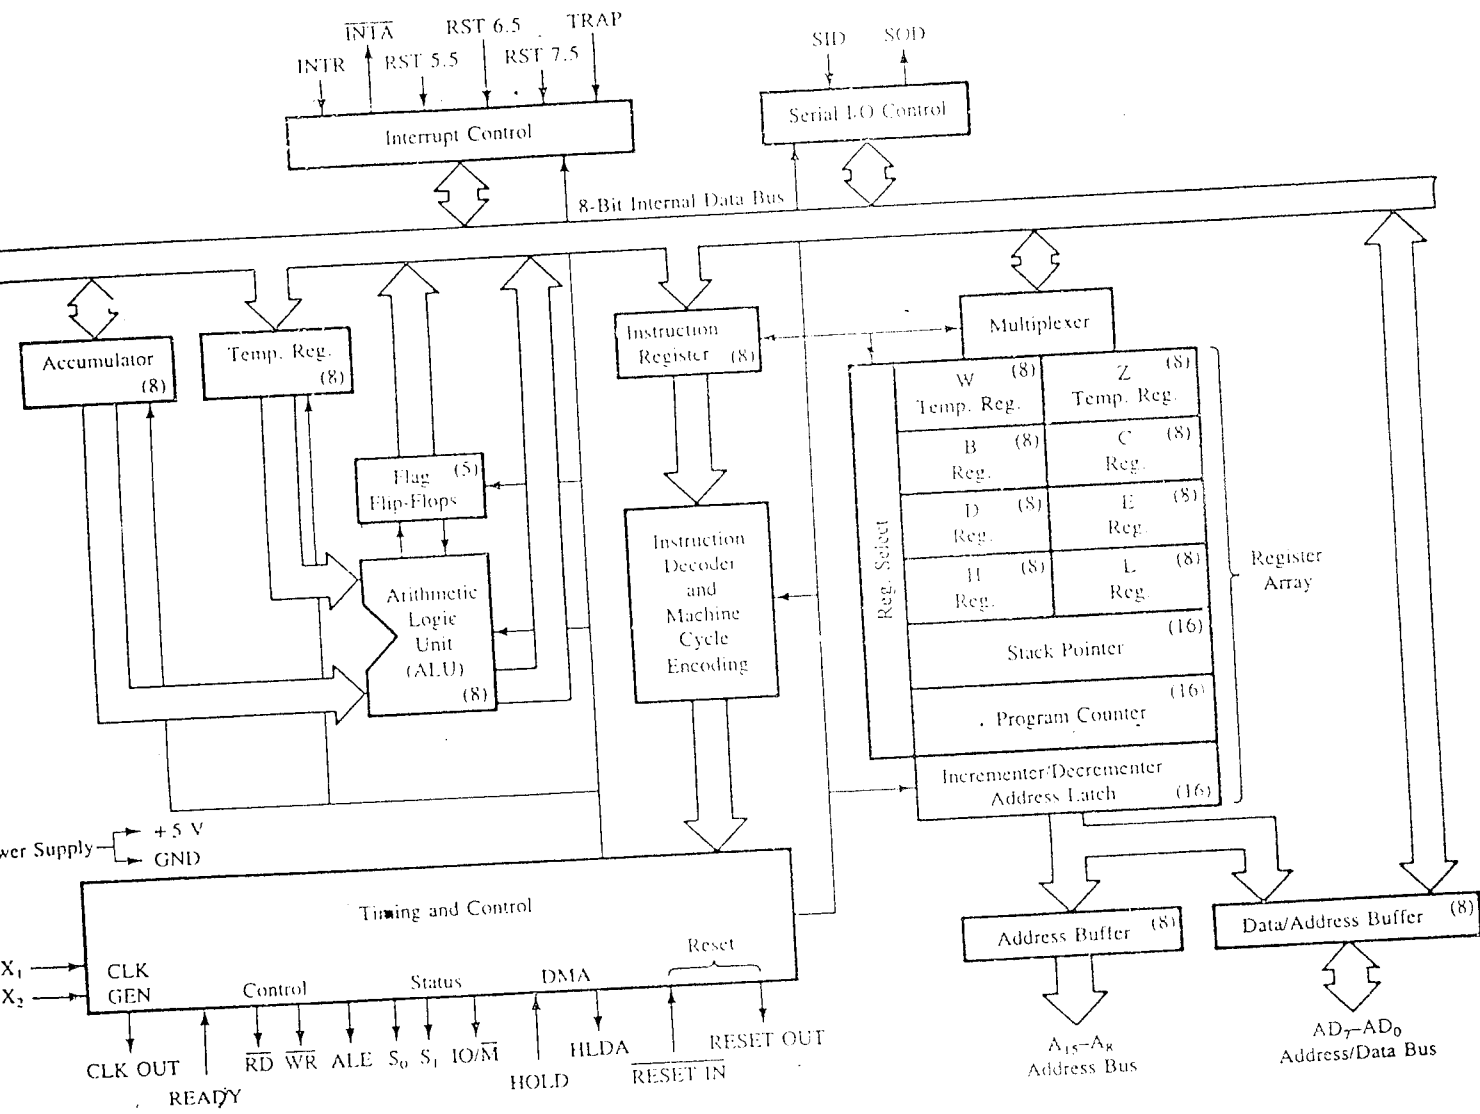 INTR
INTA
RST 5.5
RST 6.5
RST 7.5
TRAP
SID
SOD
Interrupt Control
Serial I/O Control
8-Bit Internal Data Bus
Accumulator
(8)
Temp. Reg.
(8)
Instruction
Register (8)
Multiplexer
W (8)
Temp. Reg.
Z (8)
Temp. Reg.
B (8)
Reg.
C (8)
Reg.
D (8)
Reg.
E (8)
Reg.
H (8)
Reg.
L (8)
Reg.
(16)
Stack Pointer
(16)
Program Counter
Incrementer/Decrementer
Address Latch (16)
Reg. Select
Register
Array
(5)
Flag
Flip-Flops
Arithmetic
Logic
Unit
(ALU)
(8)
Instruction
Decoder
and
Machine
Cycle
Encoding
Supply
+5 V
GND
Timing and Control
X1
X2
CLK
GEN
Control
Status
DMA
Reset
CLK OUT
READY
RD
WR
ALE
S0
S1
IO/M
HOLD
HLDA
RESET IN
RESET OUT
Address Buffer (8)
Data/Address Buffer (8)
A15–A8
Address Bus
AD7–AD0
Address/Data Bus